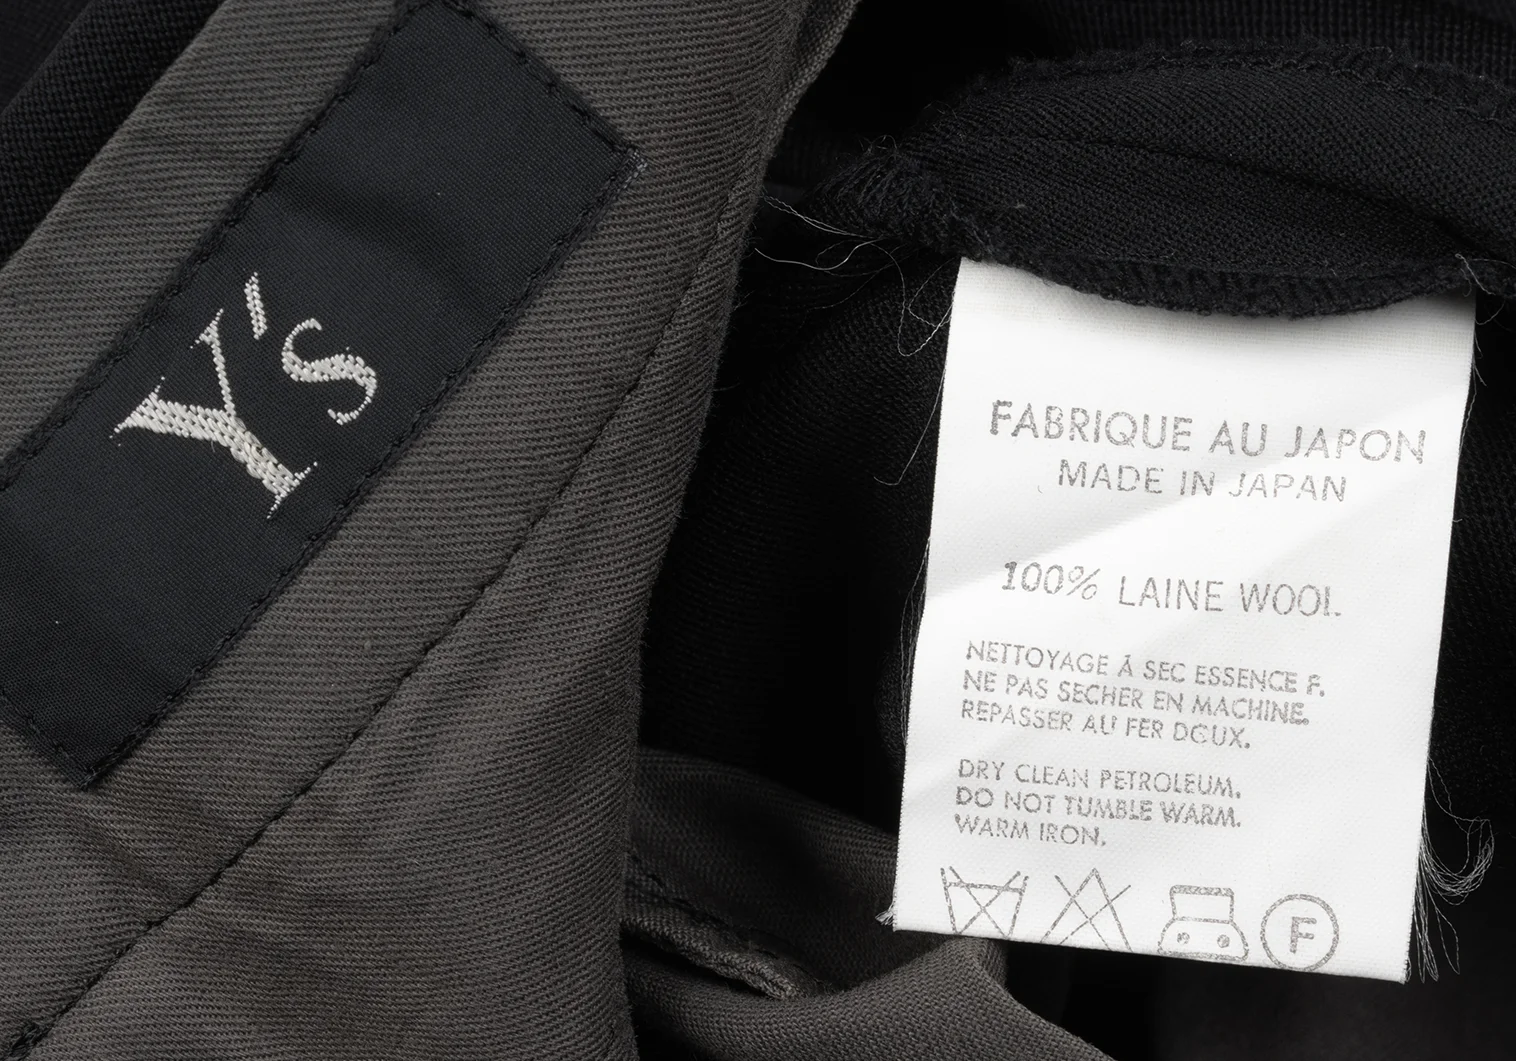 Y's
FABRIQUE AU JAPON
MADE IN JAPAN
100% LAINE WOOL
NETTOYAGE À SEC ESSENCE F.
NE PAS SECHER EN MACHINE.
REPASSER AU FER DOUX.
DRY CLEAN PETROLEUM.
DO NOT TUMBLE WARM.
WARM IRON.
F